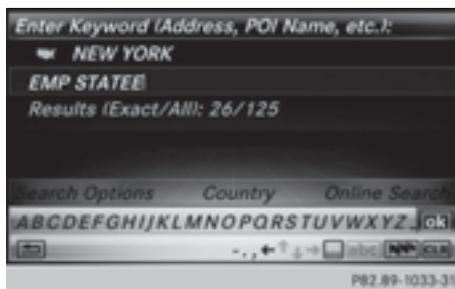 Enter Keyword (Address, POI Name, etc.):
NEW YORK
EMP STATEE
Results (Exact/All): 26/125
Search Options Country Online Search
ABCDEFGHIJKLMNOPQRSTUVWXYZ_ ok
-.,←↑↓→ abc CLR
P82.89-1033-31